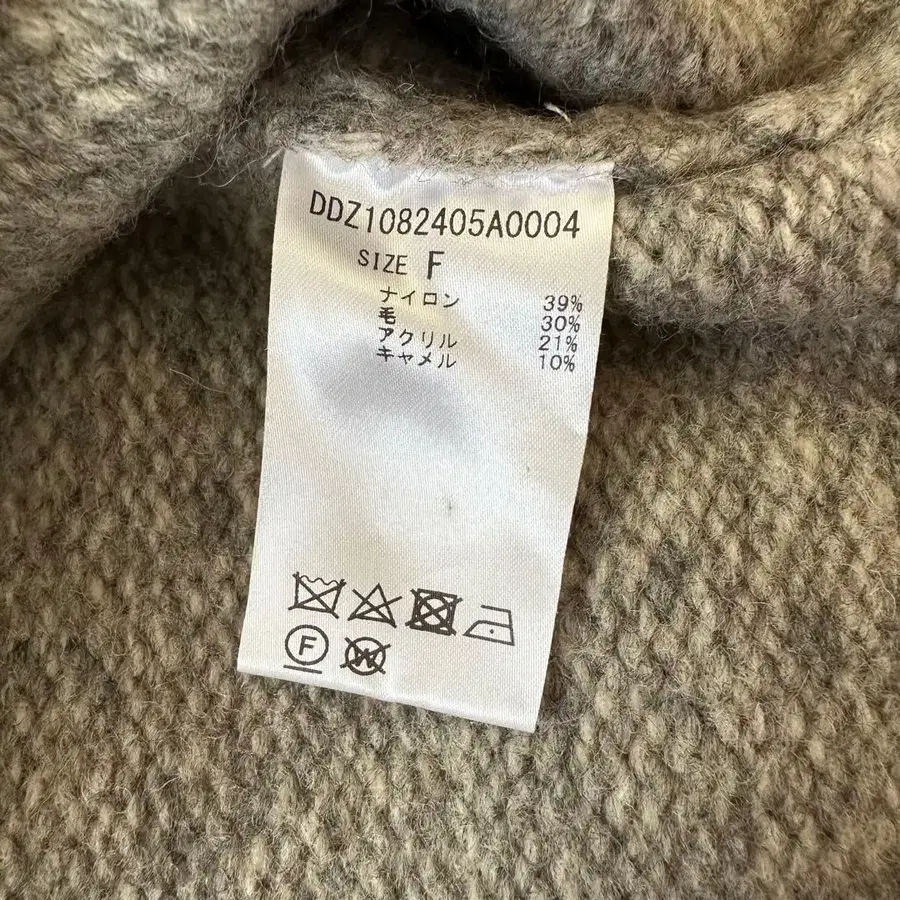 DDZ1082405A0004
SIZE F
ナイロン 39%
毛 30%
アクリル 21%
キャメル 10%
F W